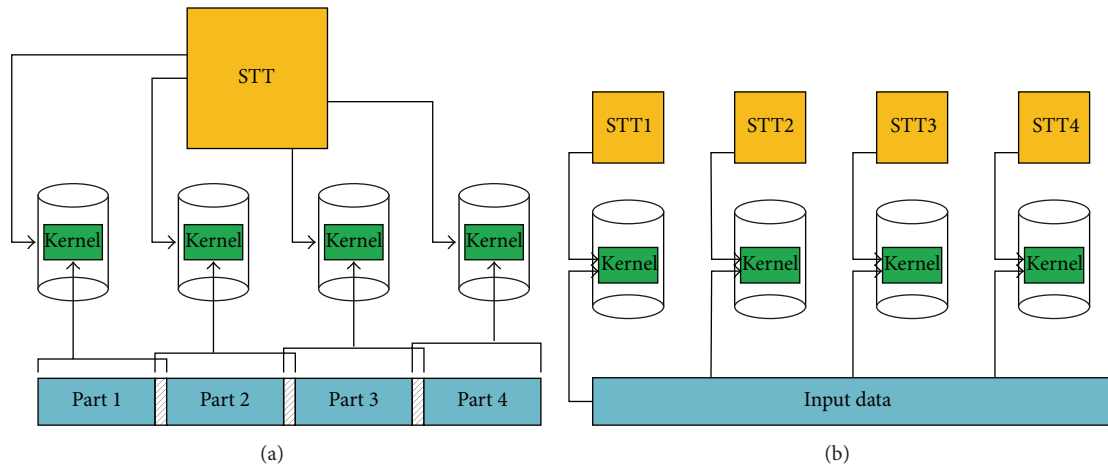 STT
Kernel
Kernel
Kernel
Kernel
Part 1
Part 2
Part 3
Part 4
(a)
STT1
STT2
STT3
STT4
Kernel
Kernel
Kernel
Kernel
Input data
(b)